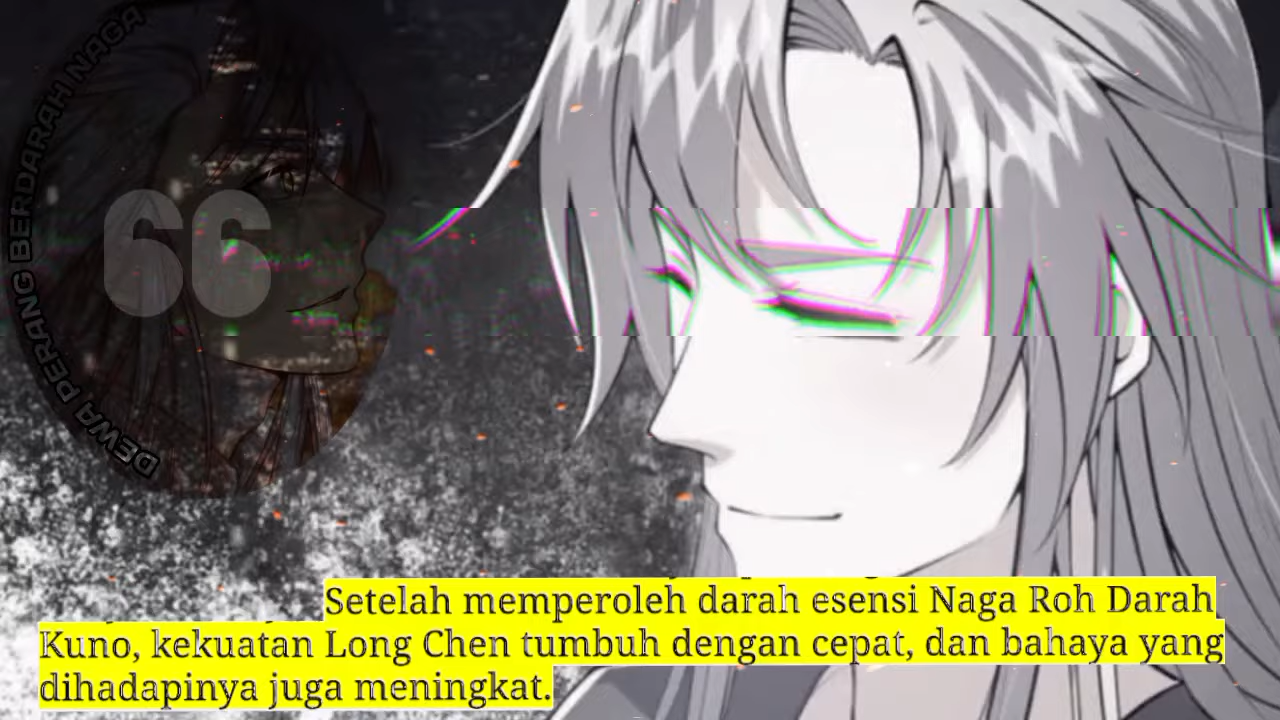 DEWA PERANG BERDARAH NAGA
66
Setelah memperoleh darah esensi Naga Roh Darah
Kuno, kekuatan Long Chen tumbuh dengan cepat, dan bahaya yang
dihadapinya juga meningkat.